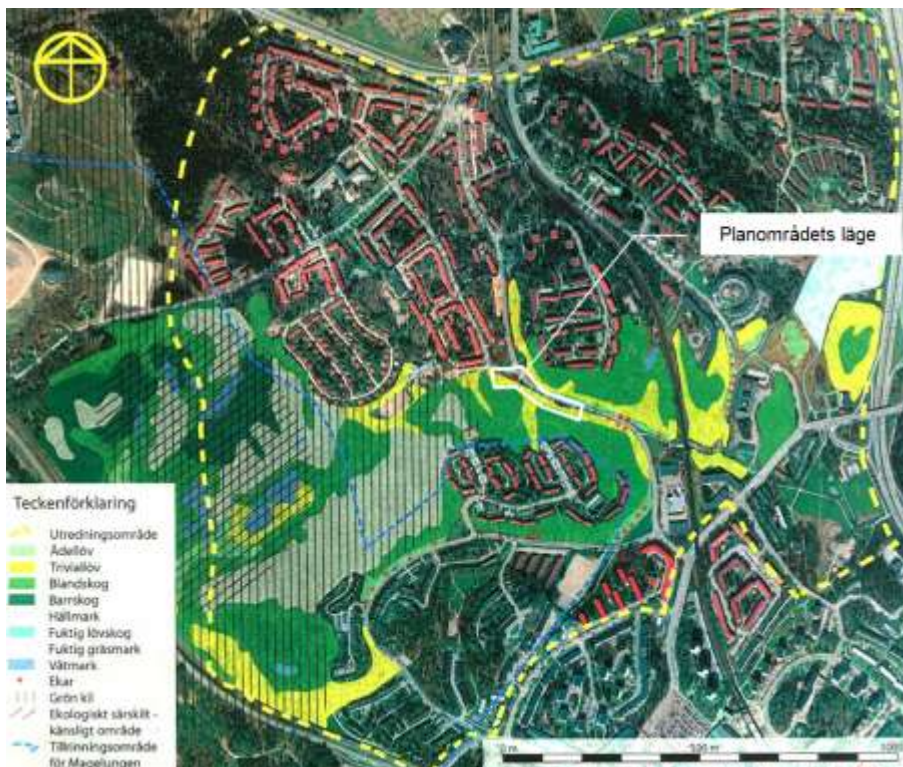 Planområdets läge
Teckenförklaring
Utredningsområde
Ädellöv
Triviallöv
Blandskog
Barrskog
Hällmark
Fuktig lövskog
Fuktig gräsmark
Våtmark
Ekar
Grön kil
Ekologiskt särskilt -
känsligt område
Tillrinningsområde
för Magelungen
0 m
500 m